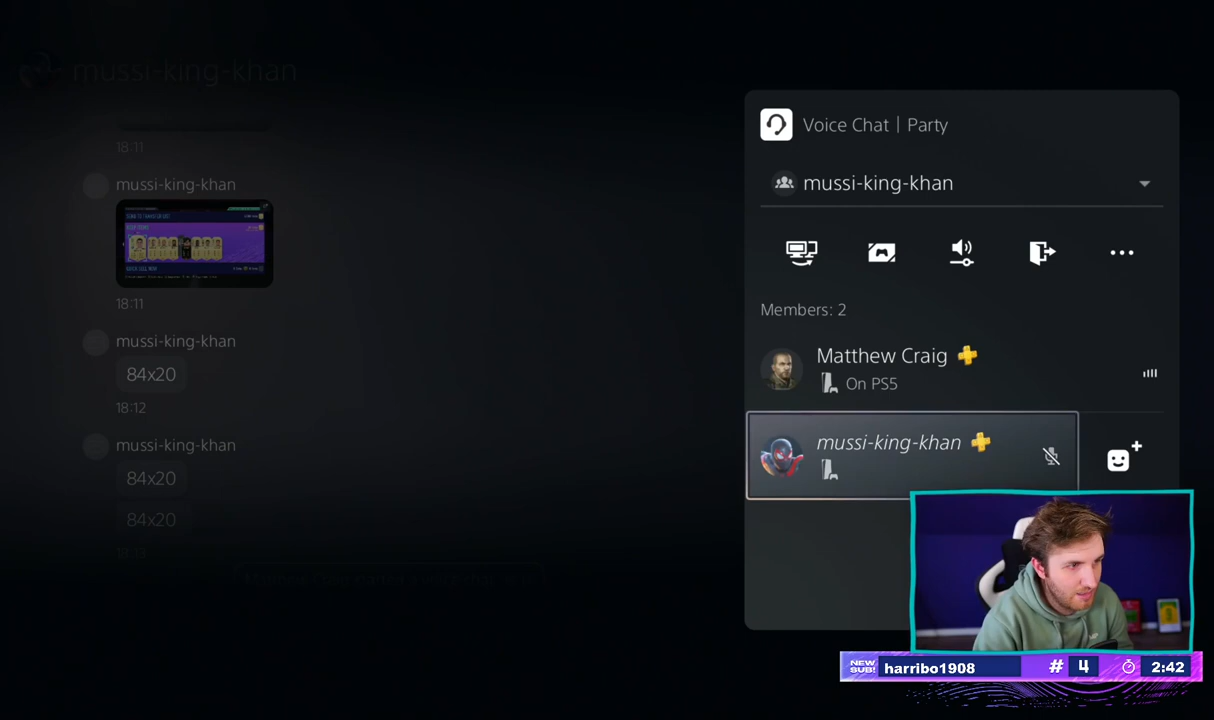 mussi-king-khan
18:11
mussi-king-khan
18:11
mussi-king-khan
84x20
18:12
mussi-king-khan
84x20
84x20
18:13
Voice Chat | Party
mussi-king-khan
Members: 2
Matthew Craig
On PS5
mussi-king-khan
NEW SUB!
harribo1908
# 4
2:42